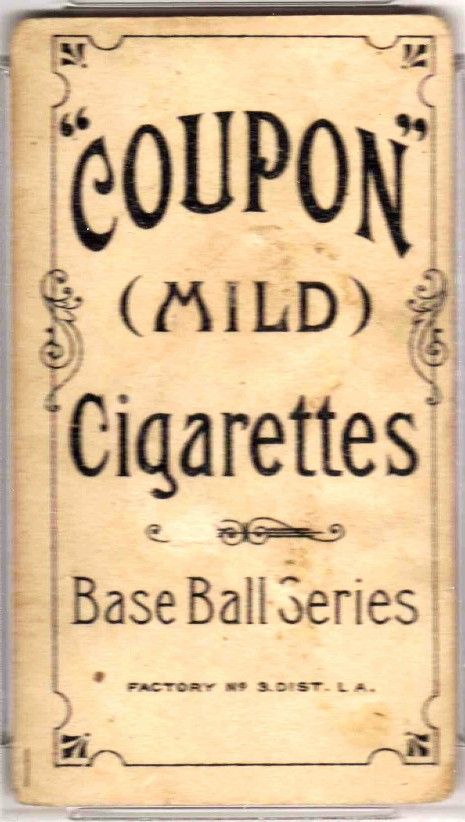 "COUPON"
(MILD)
Cigarettes
Base Ball Series
FACTORY Nº 3. DIST. LA.